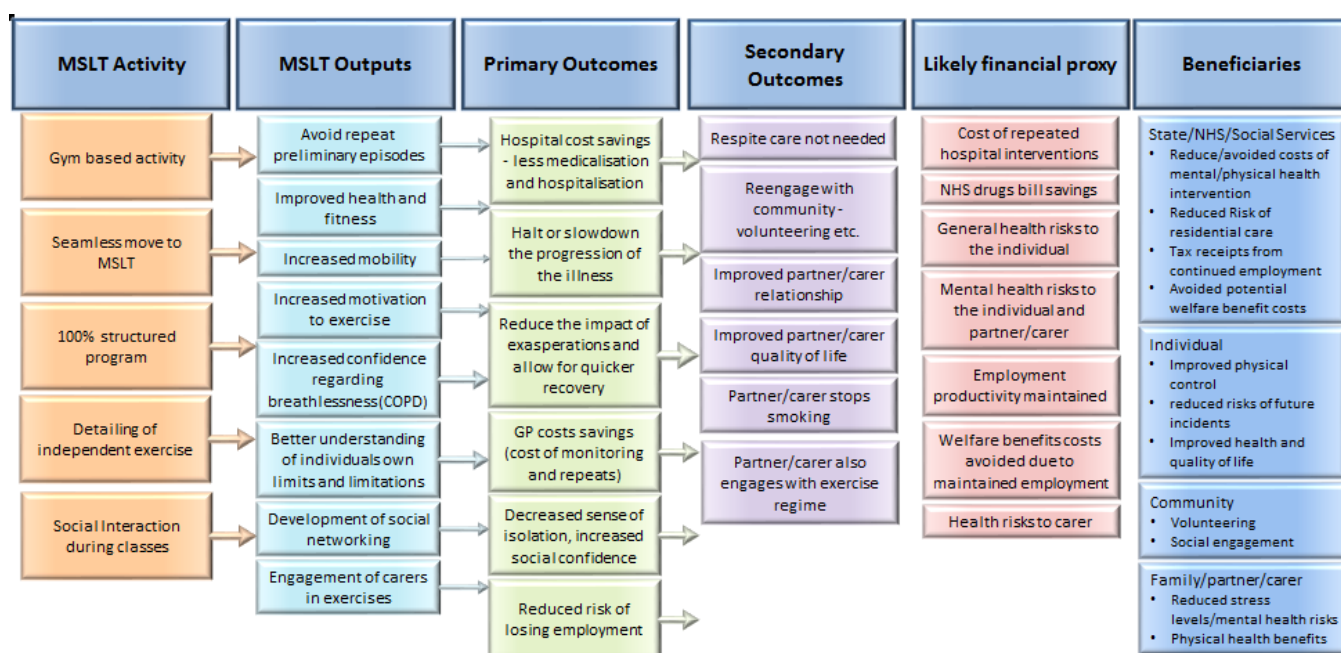 MSLT Activity
Gym based activity
Seamless move to
MSLT
100% structured
program
Detailing of
independent exercise
Social Interaction
during classes
MSLT Outputs
Avoid repeat
preliminary episodes
Improved health and
fitness
Increased mobility
Increased motivation
to exercise
Increased confidence
regarding
breathlessness(COPD)
Better understanding
of individuals own
limits and limitations
Development of social
networking
Engagement of carers
in exercises
Primary Outcomes
Hospital cost savings
- less medicalisation
and hospitalisation
Halt or slowdown
the progression of
the illness
Reduce the impact of
exasperations and
allow for quicker
recovery
GP costs savings
(cost of monitoring
and repeats)
Decreased sense of
isolation, increased
social confidence
Reduced risk of
losing employment
Secondary
Outcomes
Respite care not needed
Reengage with
community -
volunteering etc.
Improved partner/carer
relationship
Improved partner/carer
quality of life
Partner/carer stops
smoking
Partner/carer also
engages with exercise
regime
Likely financial proxy
Cost of repeated
hospital interventions
NHS drugs bill savings
General health risks to
the individual
Mental health risks to
the individual and
partner/carer
Employment
productivity maintained
Welfare benefits costs
avoided due to
maintained employment
Health risks to carer
Beneficiaries
State/NHS/Social Services
• Reduce/avoided costs of
mental/physical health
intervention
• Reduced Risk of
residential care
• Tax receipts from
continued employment
• Avoided potential
welfare benefit costs
Individual
• Improved physical
control
• reduced risks of future
incidents
• Improved health and
quality of life
Community
• Volunteering
• Social engagement
Family/partner/carer
• Reduced stress
levels/mental health risks
• Physical health benefits